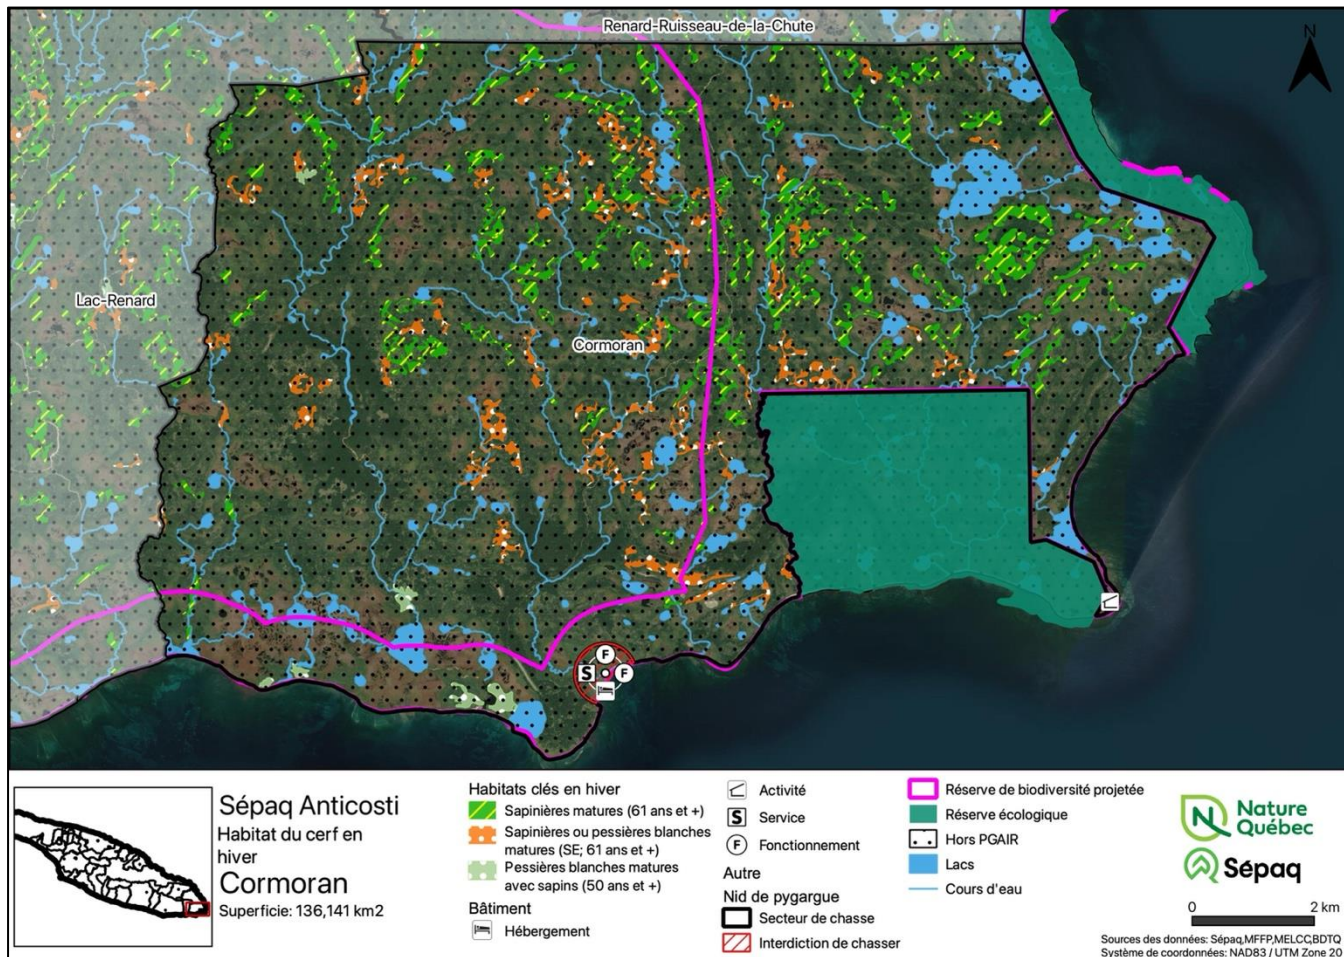 Renard-Ruisseau-de-la-Chute
N
Lac-Renard
Cormoran
F
S
F
Sépaq Anticosti
Habitat du cerf en
hiver
Cormoran
Superficie: 136,141 km2
Habitats clés en hiver
Sapinières matures (61 ans et +)
Sapinières ou pessières blanches
matures (SE; 61 ans et +)
Pessières blanches matures
avec sapins (50 ans et +)
Bâtiment
Hébergement
Activité
S Service
F Fonctionnement
Autre
Nid de pygargue
Secteur de chasse
Interdiction de chasser
Réserve de biodiversité projetée
Réserve écologique
Hors PGAIR
Lacs
Cours d'eau
N Nature
Québec
Sépaq
0 2 km
Sources des données: Sépaq,MFFP,MELCC,BDTQ
Système de coordonnées: NAD83 / UTM Zone 20